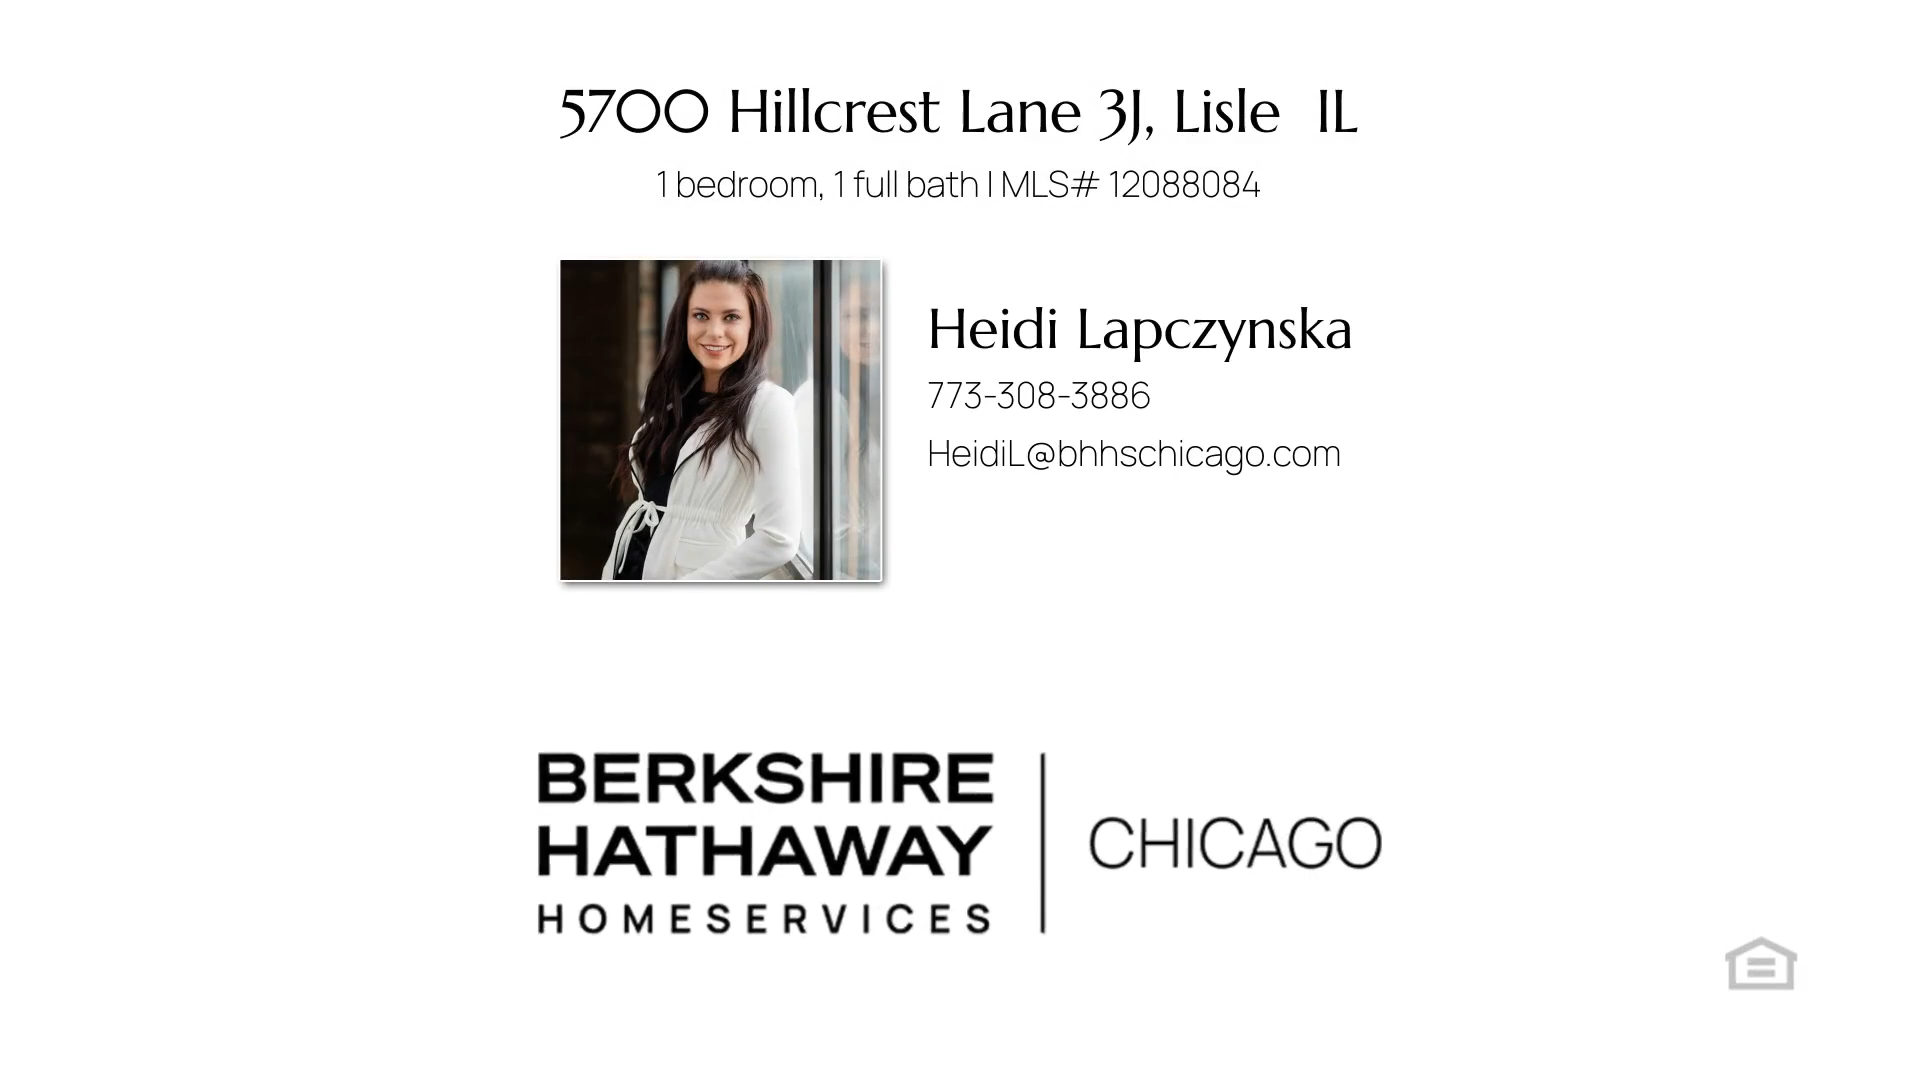 5700 Hillcrest Lane 3J, Lisle  IL
1 bedroom, 1 full bath | MLS# 12088084
Heidi Lapczynska
773-308-3886
HeidiL@bhhschicago.com
BERKSHIRE
HATHAWAY
HOMESERVICES
CHICAGO